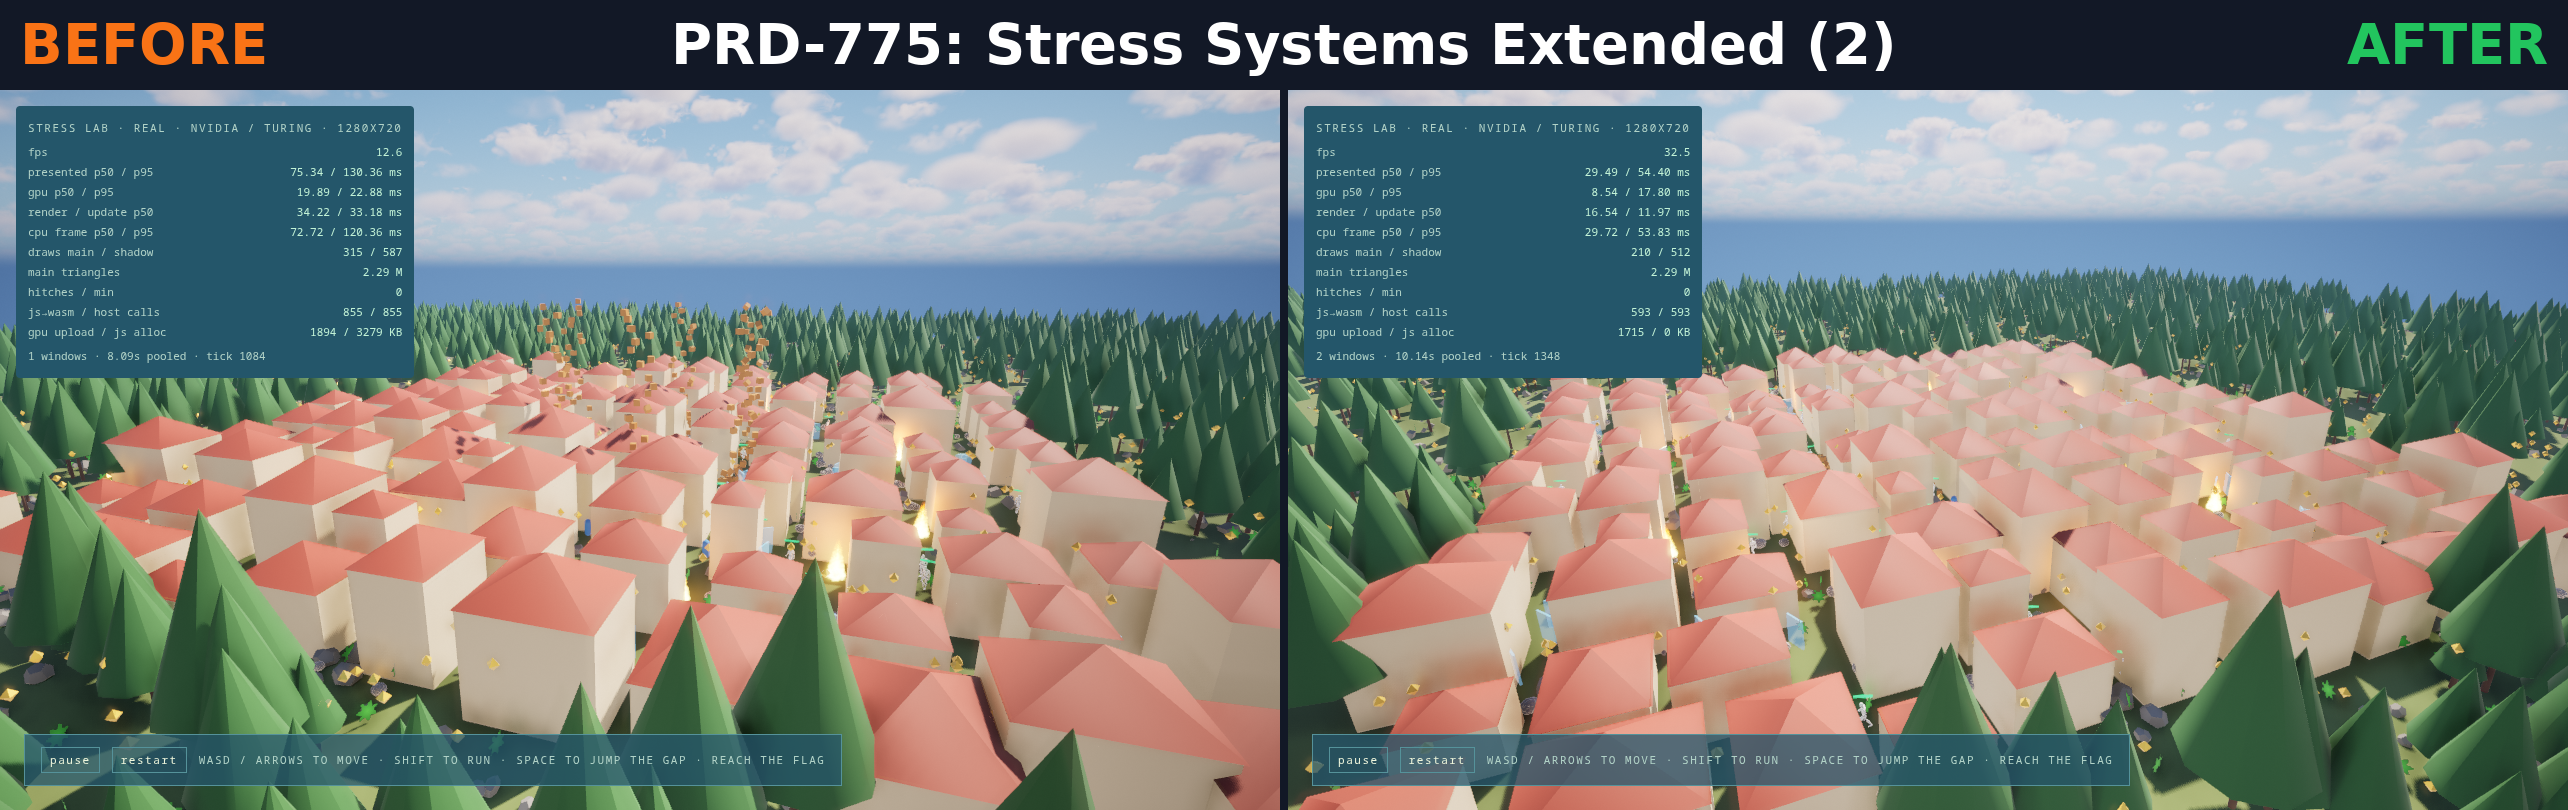 BEFORE
PRD-775: Stress Systems Extended (2)
AFTER
STRESS LAB · REAL · NVIDIA / TURING · 1280X720
fps 12.6
presented p50 / p95 75.34 / 130.36 ms
gpu p50 / p95 19.89 / 22.88 ms
render / update p50 34.22 / 33.18 ms
cpu frame p50 / p95 72.72 / 120.36 ms
draws main / shadow 315 / 587
main triangles 2.29 M
hitches / min 0
js→wasm / host calls 855 / 855
gpu upload / js alloc 1894 / 3279 KB
1 windows · 8.09s pooled · tick 1084
pause restart WASD / ARROWS TO MOVE · SHIFT TO RUN · SPACE TO JUMP THE GAP · REACH THE FLAG
STRESS LAB · REAL · NVIDIA / TURING · 1280X720
fps 32.5
presented p50 / p95 29.49 / 54.40 ms
gpu p50 / p95 8.54 / 17.80 ms
render / update p50 16.54 / 11.97 ms
cpu frame p50 / p95 29.72 / 53.83 ms
draws main / shadow 210 / 512
main triangles 2.29 M
hitches / min 0
js→wasm / host calls 593 / 593
gpu upload / js alloc 1715 / 0 KB
2 windows · 10.14s pooled · tick 1348
pause restart WASD / ARROWS TO MOVE · SHIFT TO RUN · SPACE TO JUMP THE GAP · REACH THE FLAG